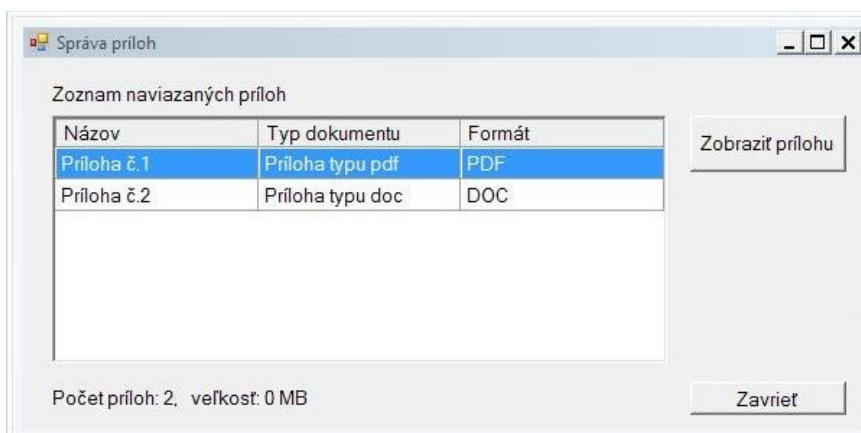 Správa príloh
Zoznam naviazaných príloh
Názov Typ dokumentu Formát
Príloha č.1 Príloha typu pdf PDF
Príloha č.2 Príloha typu doc DOC
Zobraziť prílohu
Počet príloh: 2, veľkosť: 0 MB
Zavrieť